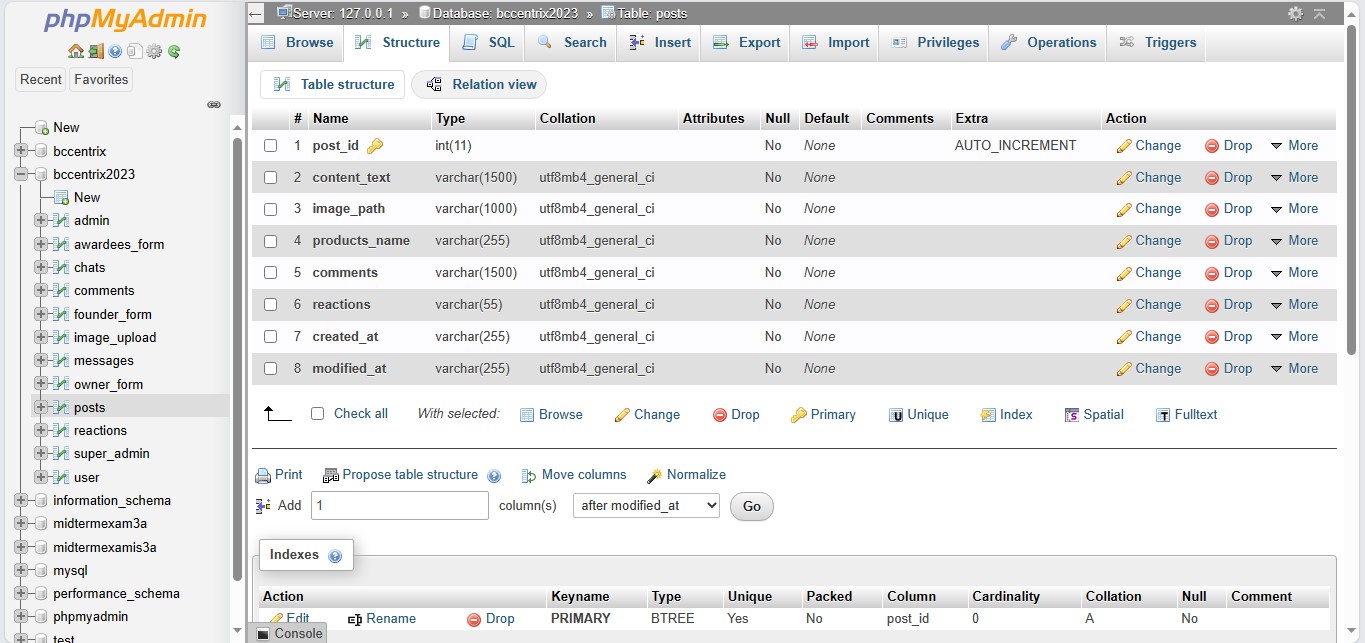 phpMyAdmin
Recent Favorites
New
bccentrix
bccentrix2023
New
admin
awardees_form
chats
comments
founder_form
image_upload
messages
owner_form
posts
reactions
super_admin
user
information_schema
midtermexam3a
midtermexamis3a
mysql
performance_schema
phpmyadmin
test
Server: 127.0.0.1 » Database: bccentrix2023 » Table: posts
Browse Structure SQL Search Insert Export Import Privileges Operations Triggers
Table structure Relation view
# Name Type Collation Attributes Null Default Comments Extra Action
1 post_id int(11) No None AUTO_INCREMENT Change Drop More
2 content_text varchar(1500) utf8mb4_general_ci No None Change Drop More
3 image_path varchar(1000) utf8mb4_general_ci No None Change Drop More
4 products_name varchar(255) utf8mb4_general_ci No None Change Drop More
5 comments varchar(1500) utf8mb4_general_ci No None Change Drop More
6 reactions varchar(55) utf8mb4_general_ci No None Change Drop More
7 created_at varchar(255) utf8mb4_general_ci No None Change Drop More
8 modified_at varchar(255) utf8mb4_general_ci No None Change Drop More
Check all With selected: Browse Change Drop Primary Unique Index Spatial Fulltext
Print Propose table structure Move columns Normalize
Add 1 column(s) after modified_at Go
Indexes
Action Keyname Type Unique Packed Column Cardinality Collation Null Comment
Edit Rename Drop PRIMARY BTREE Yes No post_id 0 A No
Console